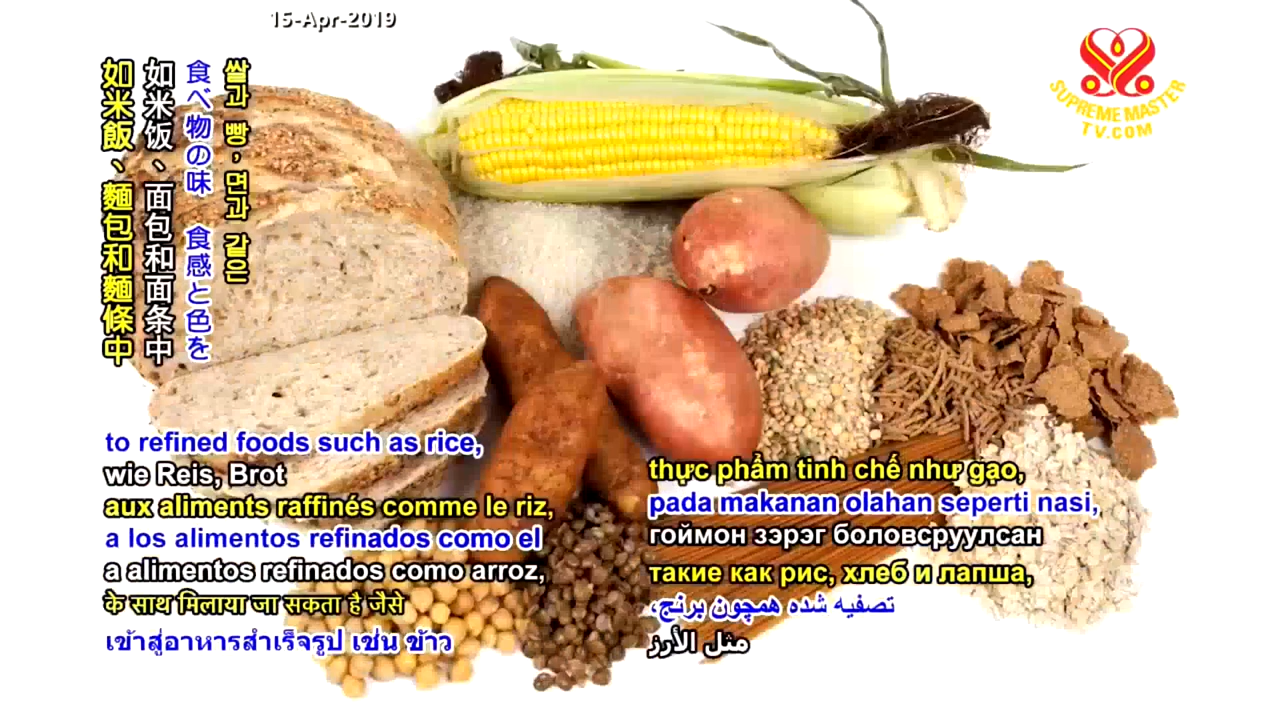 15-Apr-2019
SUPREME MASTER
TV.COM
쌀과 빵, 면과 같은
食べ物の味 食感と色を
如米饭、面包和面条中
如米飯、麵包和麵條中
to refined foods such as rice,
wie Reis, Brot
aux aliments raffinés comme le riz,
a los alimentos refinados como el
a alimentos refinados como arroz,
के साथ मिलाया जा सकता है जैसे
เข้าสู่อาหารสำเร็จรูป เช่น ข้าว
thực phẩm tinh chế như gạo,
pada makanan olahan seperti nasi,
гоймон зэрэг боловсруулсан
такие как рис, хлеб и лапша,
تصفیه شده همچون برنج،
مثل الأرز